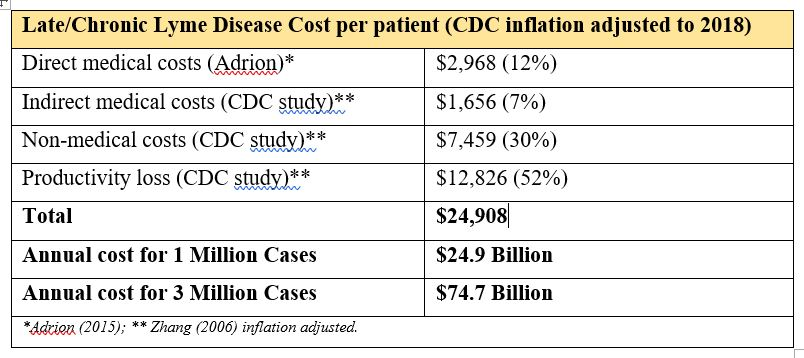 Late/Chronic Lyme Disease Cost per patient (CDC inflation adjusted to 2018)
Direct medical costs (Adrion)* $2,968 (12%)
Indirect medical costs (CDC study)** $1,656 (7%)
Non-medical costs (CDC study)** $7,459 (30%)
Productivity loss (CDC study)** $12,826 (52%)
Total $24,908
Annual cost for 1 Million Cases $24.9 Billion
Annual cost for 3 Million Cases $74.7 Billion
*Adrion (2015); ** Zhang (2006) inflation adjusted.